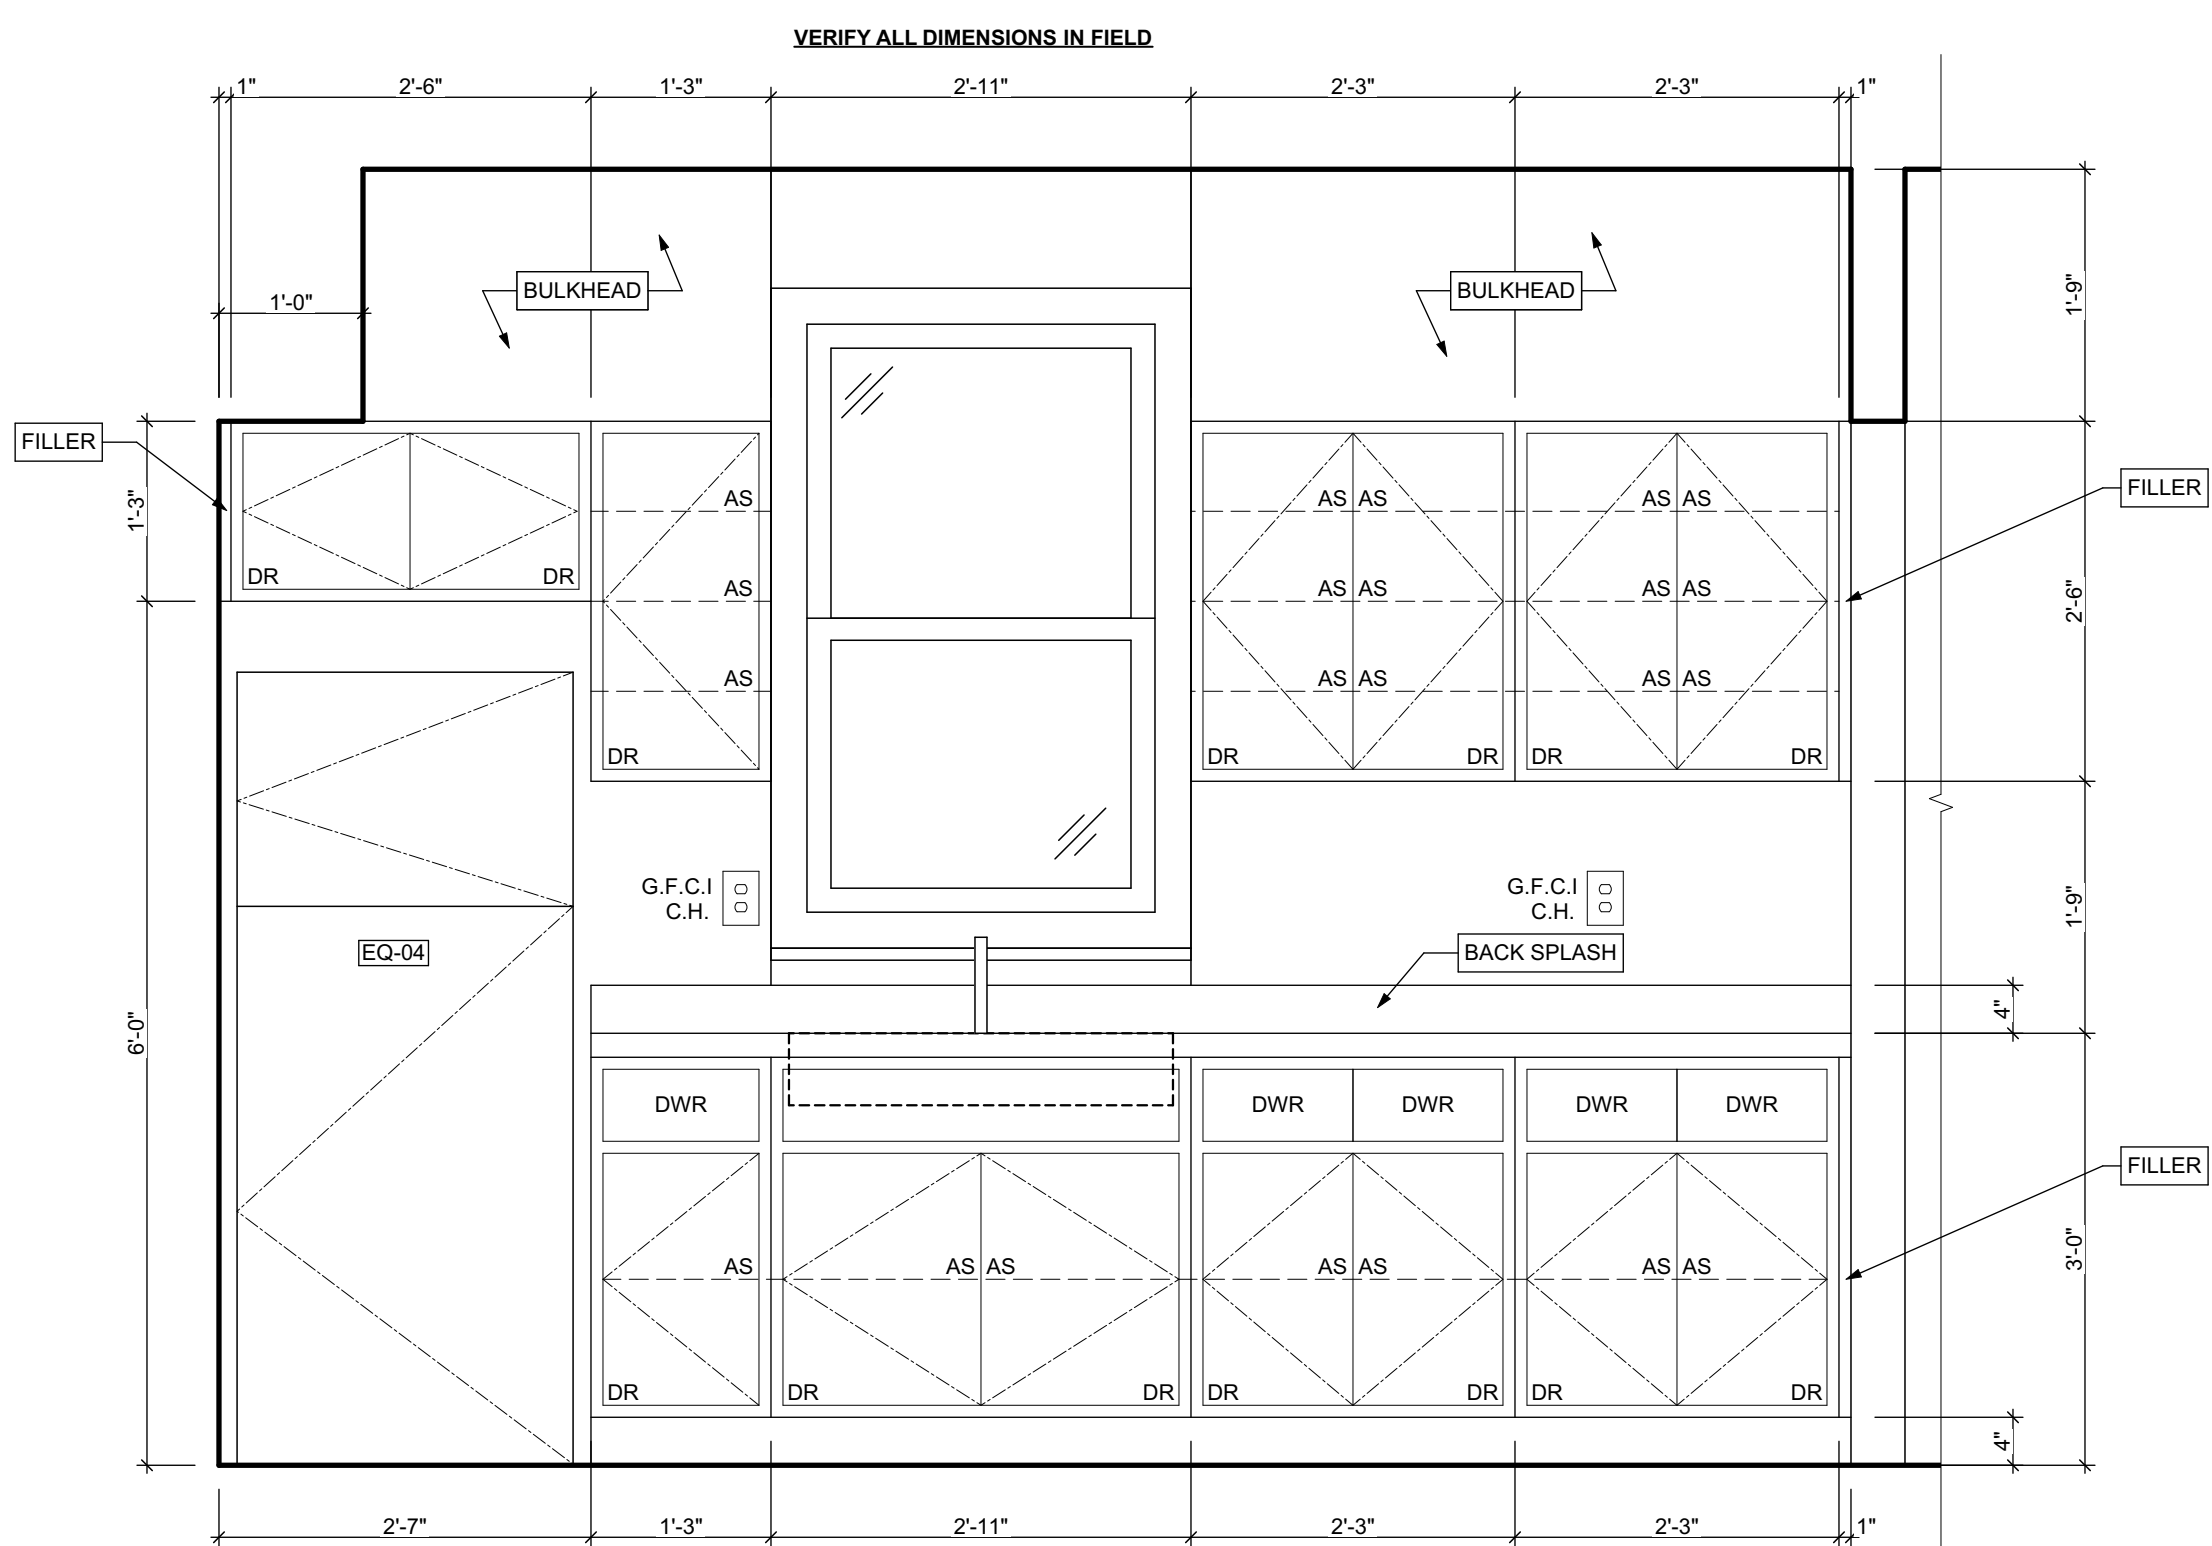 VERIFY ALL DIMENSIONS IN FIELD
1" 2'-6" 1'-3" 2'-11" 2'-3" 2'-3" 1"
BULKHEAD BULKHEAD
1'-9"
1'-0"
FILLER
FILLER
1'-3"
AS AS AS AS AS
DR DR AS AS AS AS AS
2'-6"
AS AS AS AS AS
DR DR DR DR DR
G.F.C.I G.F.C.I
C.H. C.H.
1'-9"
EQ-04 BACK SPLASH
4"
6'-0"
DWR DWR DWR DWR DWR
FILLER
3'-0"
AS AS AS AS AS AS AS
DR DR DR DR DR DR DR
4"
2'-7" 1'-3" 2'-11" 2'-3" 2'-3" 1"